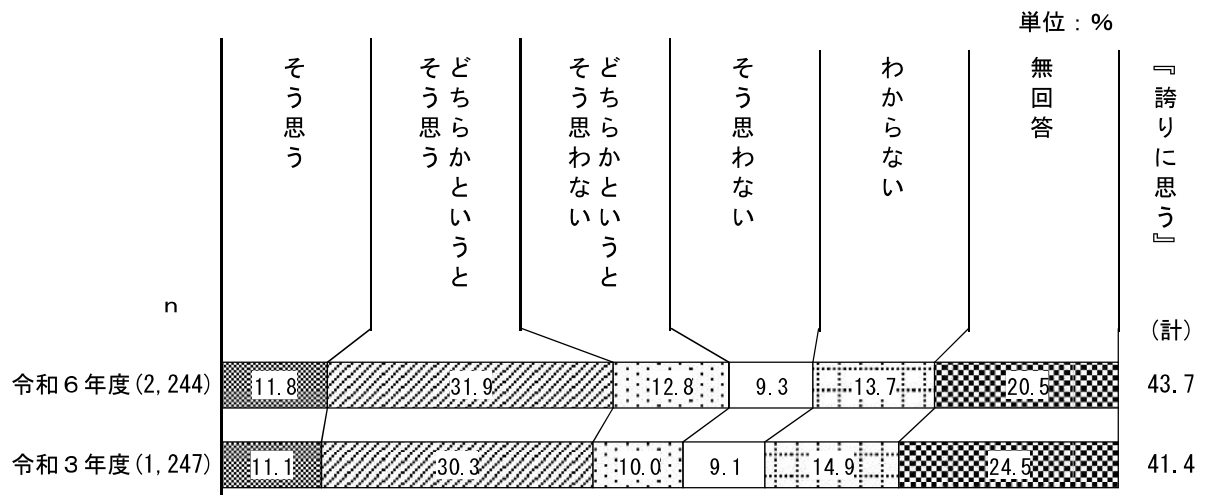 単位：％
そう思う
どちらかというと
そう思う
どちらかというと
そう思わない
そう思わない
わからない
無回答
『誇りに思う』
（計）
ｎ
令和６年度(2,244)
11.8
31.9
12.8
9.3
13.7
20.5
43.7
令和３年度(1,247)
11.1
30.3
10.0
9.1
14.9
24.5
41.4